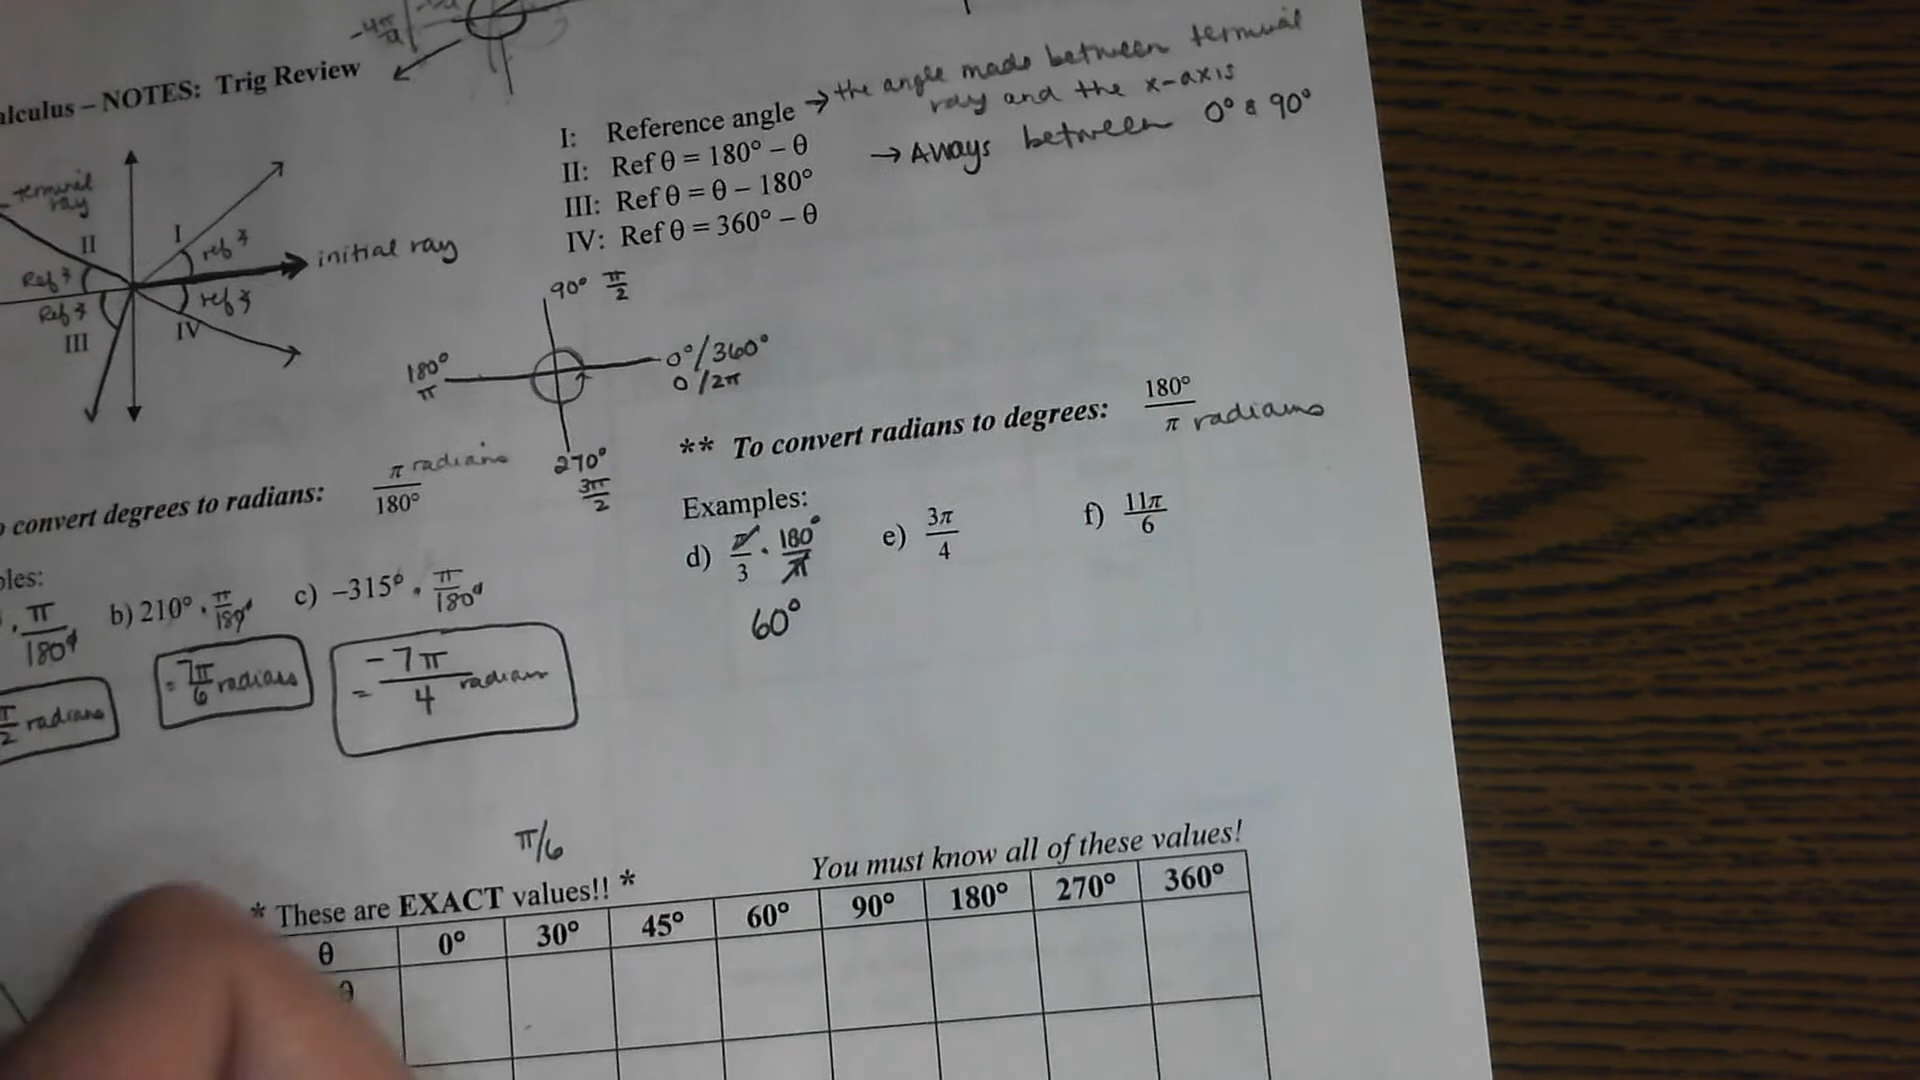 -4π
alculus – NOTES: Trig Review
I: Reference angle → the angle made between terminal
ray and the x-axis
II: Ref θ = 180° – θ
→ Always between 0° & 90°
III: Ref θ = θ – 180°
IV: Ref θ = 360° – θ
terminal
ray
II
I
ref ∡
initial ray
Ref ∡
Ref ∡
ref ∡
III
IV
90° π/2
180°
π
0°/360°
0/2π
270°
3π/2
convert degrees to radians: π radians/180°
** To convert radians to degrees: 180°/π radians
ples:
· π/180° b) 210° · π/180° c) –315° · π/180°
radians
= 7π/6 radians
= -7π/4 radians
Examples:
d) π/3 · 180°/π e) 3π/4 f) 11π/6
60°
π/6
* These are EXACT values!! * You must know all of these values!
θ 0° 30° 45° 60° 90° 180° 270° 360°
θ